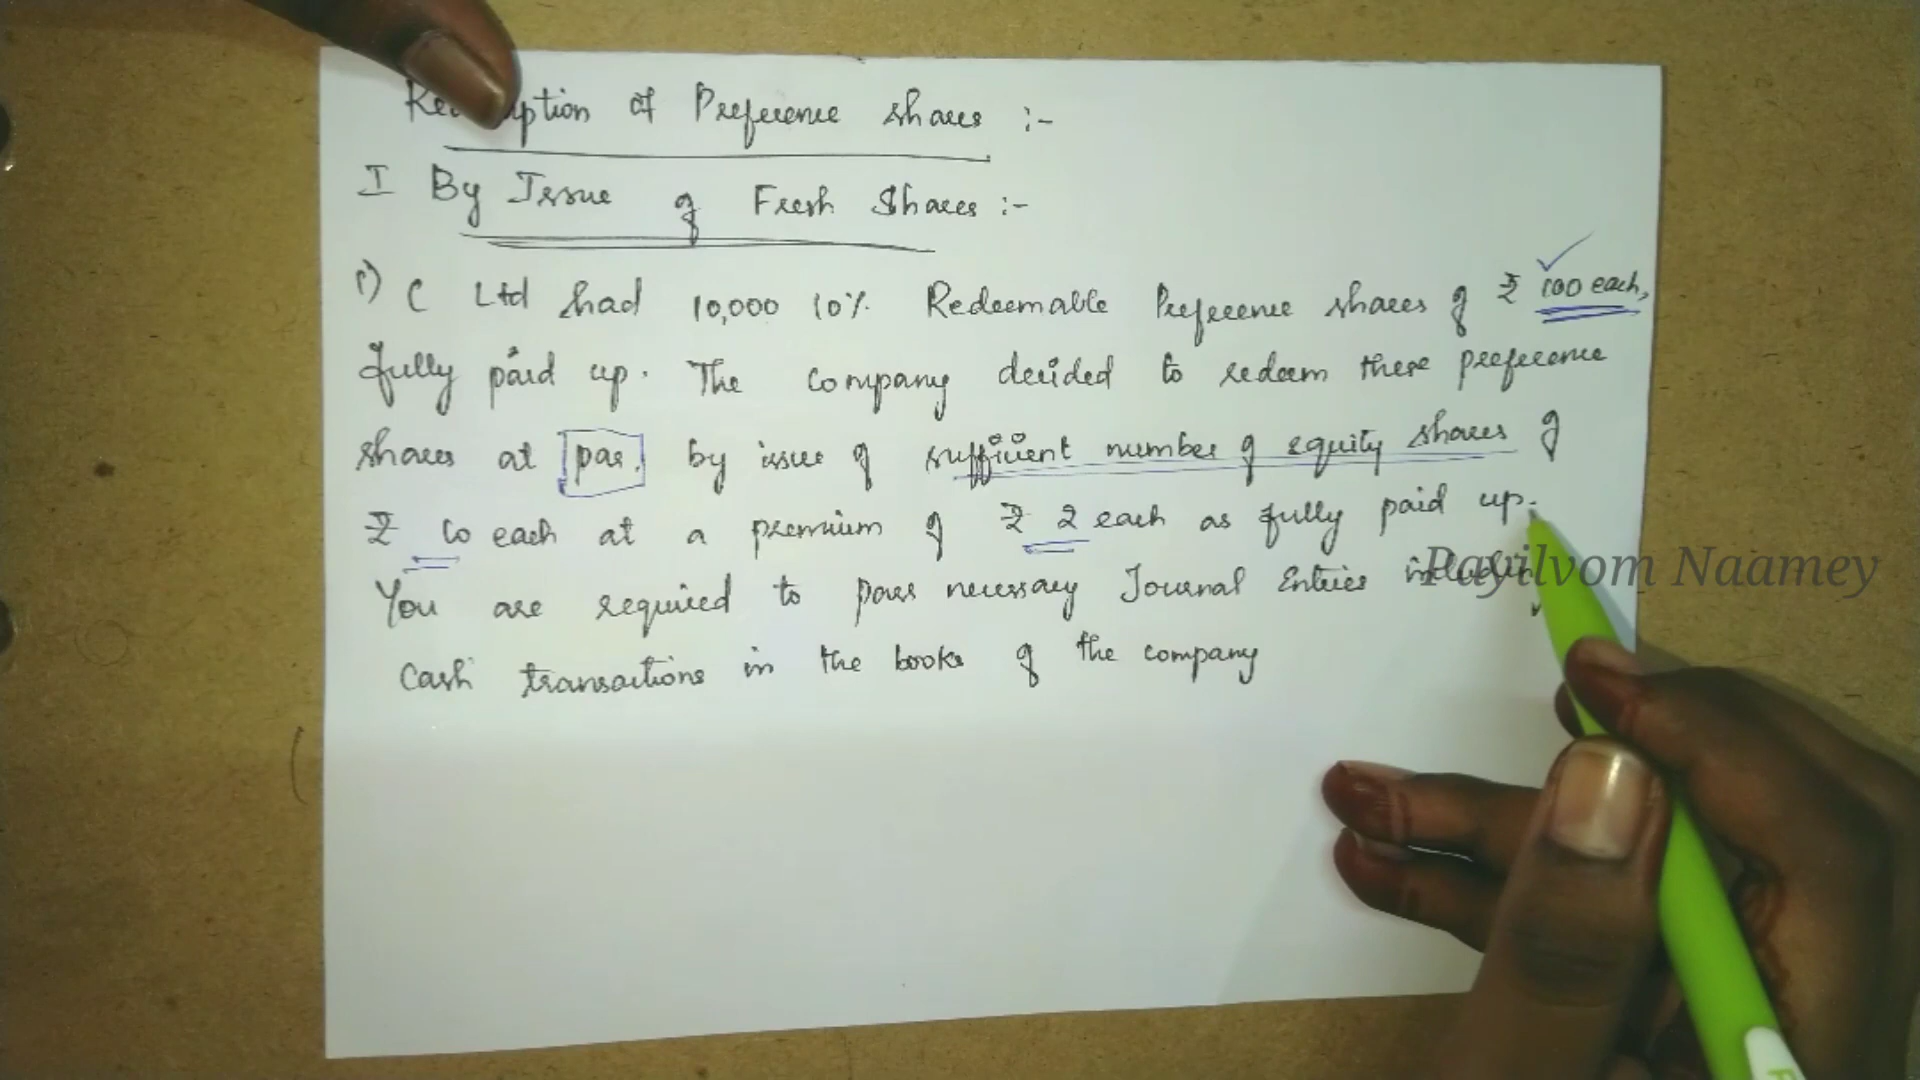 of Preference shares :-
I By Issue of Fresh Shares :-
1) C Ltd had 10,000 10% Redeemable Preference shares of ₹ 100 each,
fully paid up. The company decided to redeem these preference
shares at par, by issue of sufficient number of equity shares of
₹ 10 each at a premium of ₹ 2 each as fully paid up.
You are required to pass necessary Journal Entries
Cash transactions in the books of the company
Payilvom Naamey